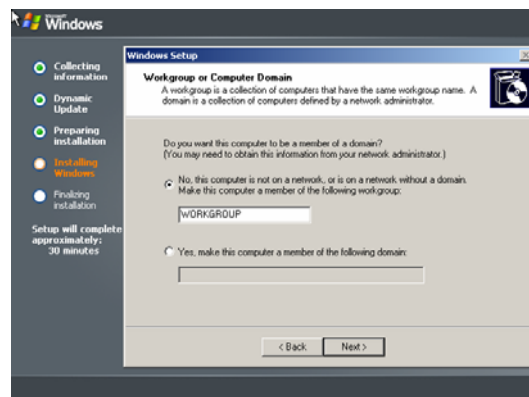 Microsoft
Windows
Collecting
information
Dynamic
Update
Preparing
installation
Installing
Windows
Finalizing
installation
Setup will complete
approximately:
30 minutes
Windows Setup
Workgroup or Computer Domain
A workgroup is a collection of computers that have the same workgroup name. A
domain is a collection of computers defined by a network administrator.
Do you want this computer to be a member of a domain?
(You may need to obtain this information from your network administrator.)
No, this computer is not on a network, or is on a network without a domain.
Make this computer a member of the following workgroup:
WORKGROUP
Yes, make this computer a member of the following domain:
< Back
Next >